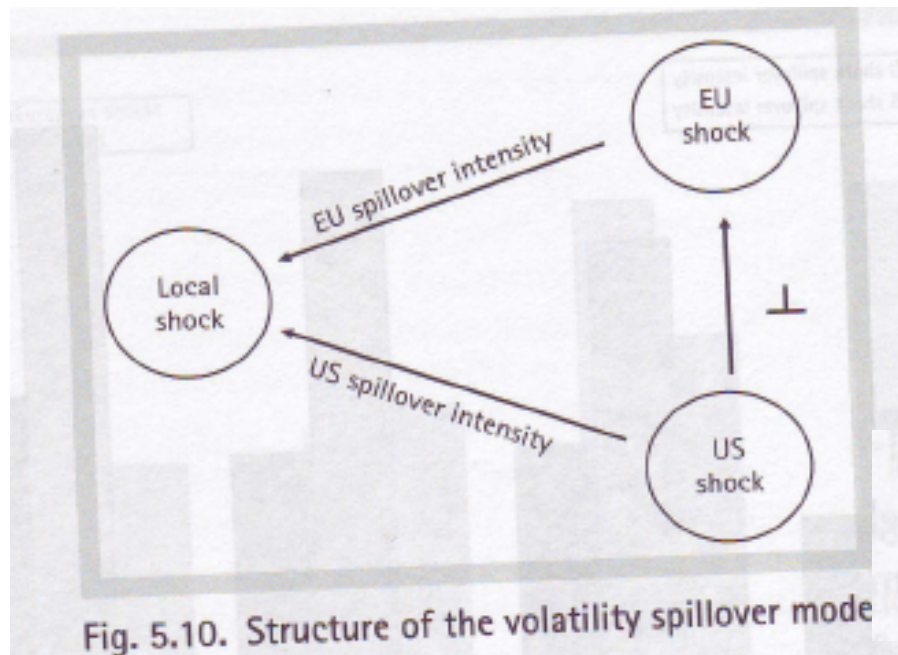 EU
shock
EU spillover intensity
Local
shock
US spillover intensity
⊥
US
shock
Fig. 5.10. Structure of the volatility spillover mode